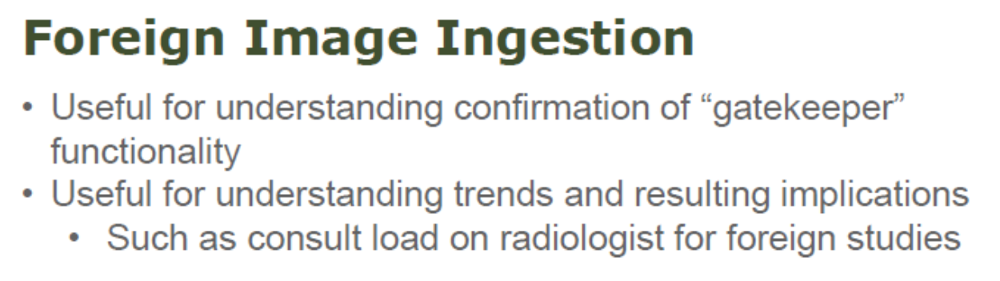 Foreign Image Ingestion
• Useful for understanding confirmation of “gatekeeper”
functionality
• Useful for understanding trends and resulting implications
• Such as consult load on radiologist for foreign studies